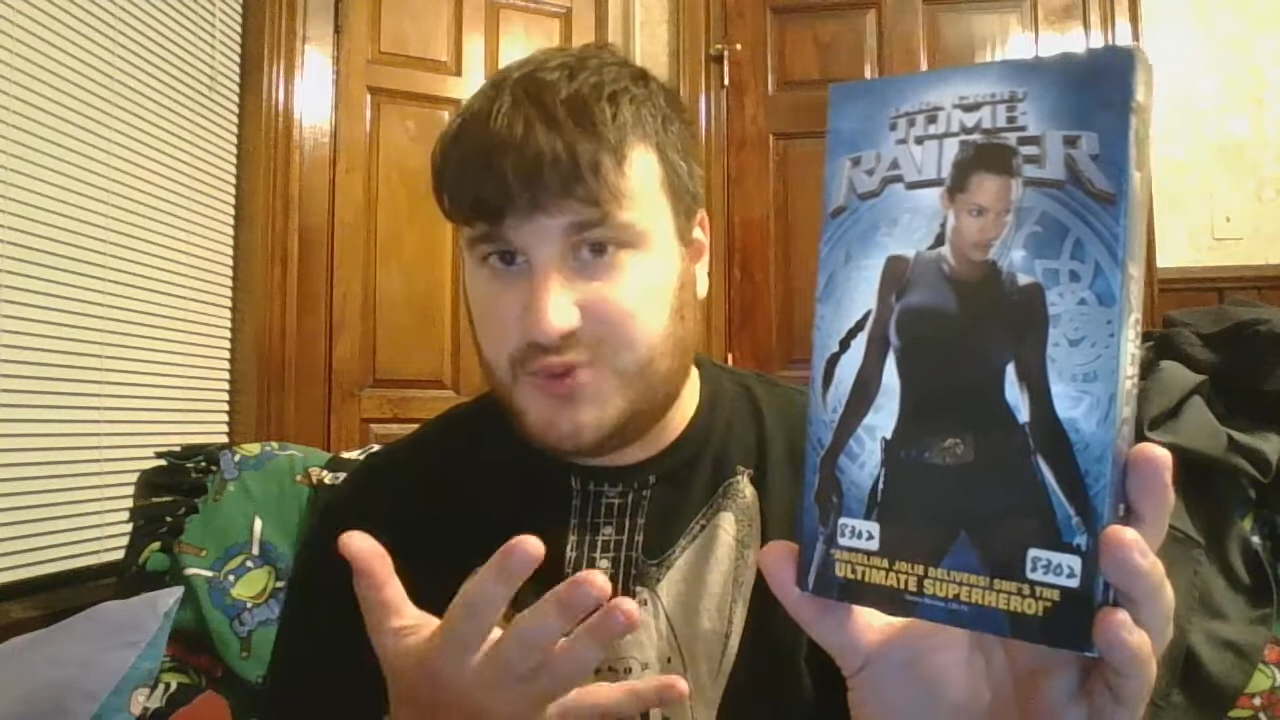 TOMB
RAIDER
8302
8302
"ANGELINA JOLIE DELIVERS! SHE'S THE
ULTIMATE SUPERHERO!"